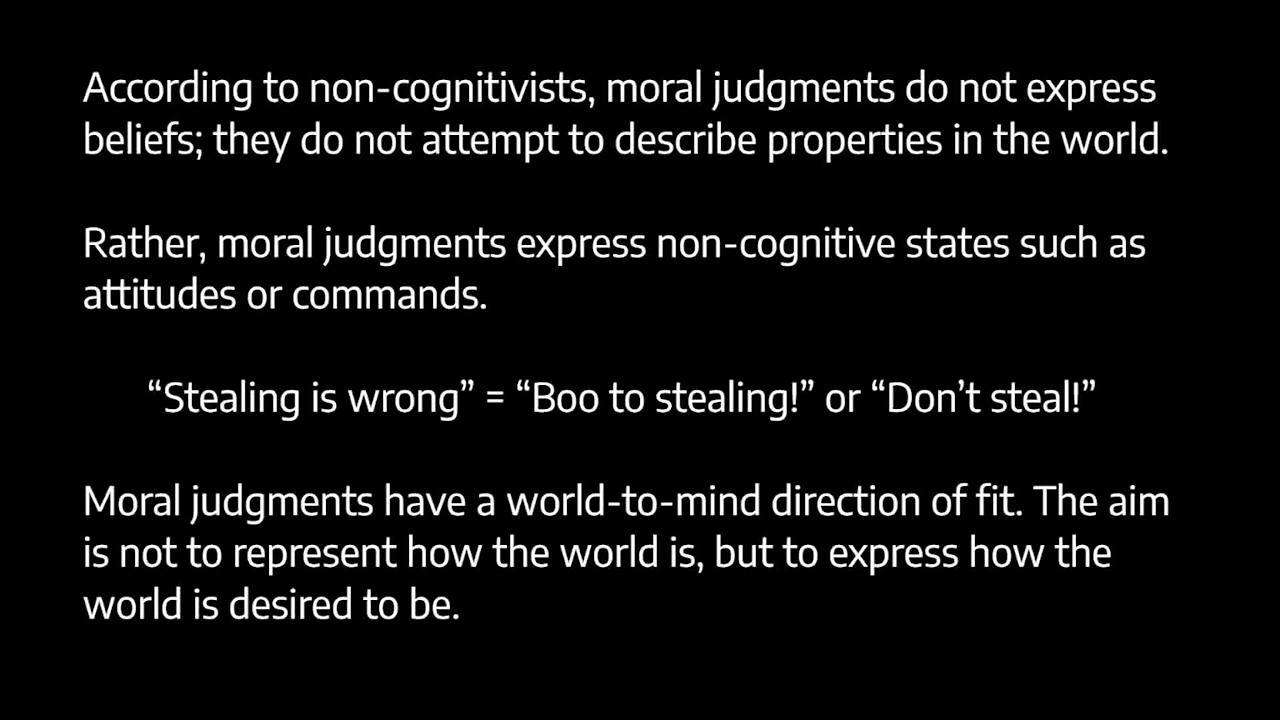 According to non-cognitivists, moral judgments do not express
beliefs; they do not attempt to describe properties in the world.
Rather, moral judgments express non-cognitive states such as
attitudes or commands.
“Stealing is wrong” = “Boo to stealing!” or “Don’t steal!”
Moral judgments have a world-to-mind direction of fit. The aim
is not to represent how the world is, but to express how the
world is desired to be.